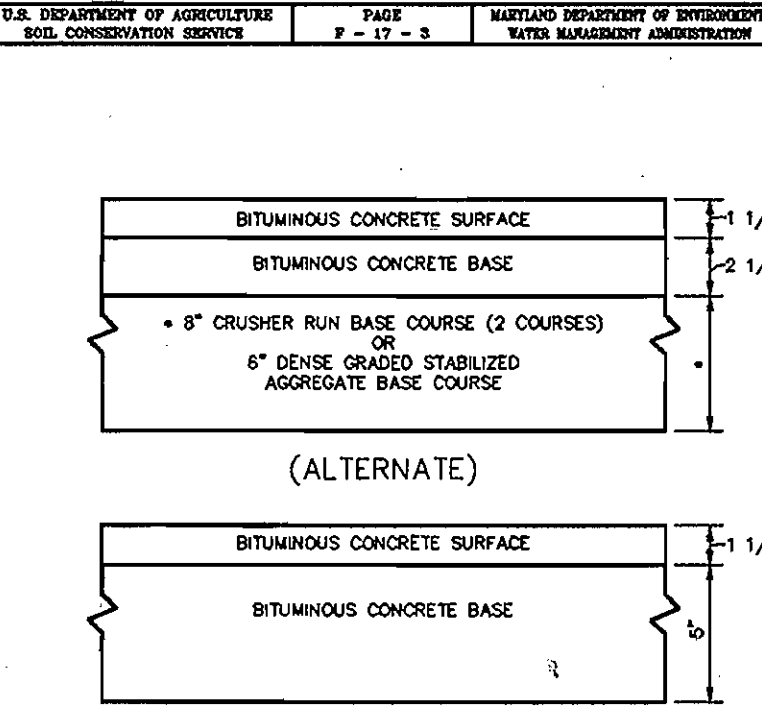 U.S. DEPARTMENT OF AGRICULTURE
SOIL CONSERVATION SERVICE
PAGE
F - 17 - 3
MARYLAND DEPARTMENT OF ENVIRONMENT
WATER MANAGEMENT ADMINISTRATION
BITUMINOUS CONCRETE SURFACE
1 1/
BITUMINOUS CONCRETE BASE
2 1/
• 8" CRUSHER RUN BASE COURSE (2 COURSES)
OR
6" DENSE GRADED STABILIZED
AGGREGATE BASE COURSE
•
(ALTERNATE)
BITUMINOUS CONCRETE SURFACE
1 1/
BITUMINOUS CONCRETE BASE
5"